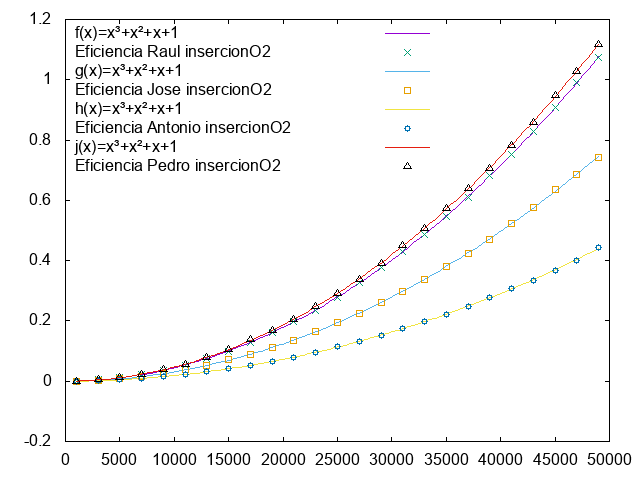 1.2
1
0.8
0.6
0.4
0.2
0
-0.2
f(x)=x³+x²+x+1
Eficiencia Raul insercionO2
g(x)=x³+x²+x+1
Eficiencia Jose insercionO2
h(x)=x³+x²+x+1
Eficiencia Antonio insercionO2
j(x)=x³+x²+x+1
Eficiencia Pedro insercionO2
0 5000 10000 15000 20000 25000 30000 35000 40000 45000 50000